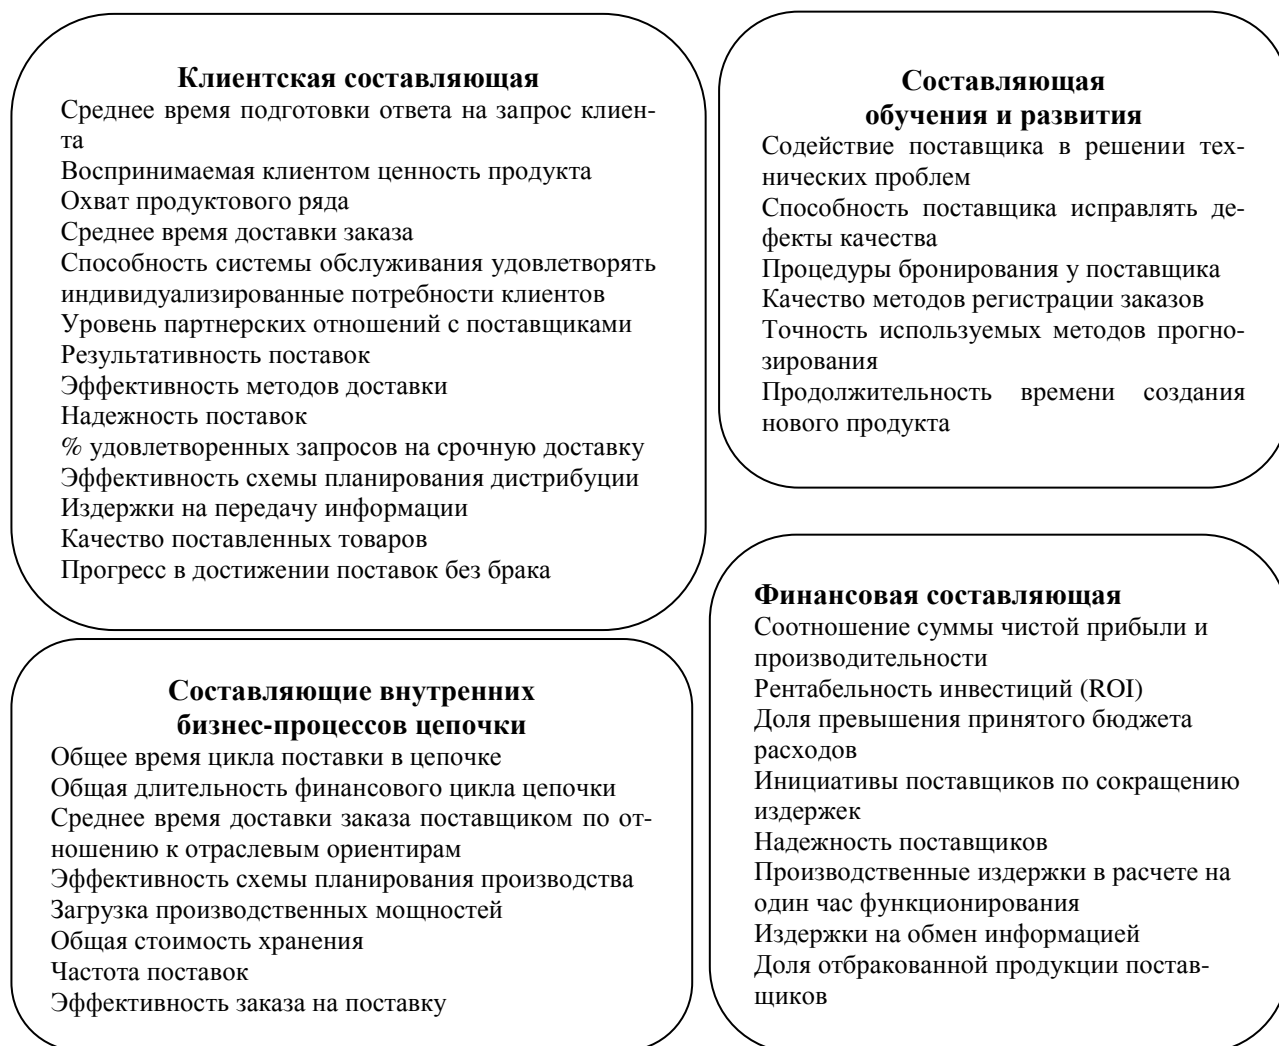 Клиентская составляющая
Среднее время подготовки ответа на запрос клиен-
та
Воспринимаемая клиентом ценность продукта
Охват продуктового ряда
Среднее время доставки заказа
Способность системы обслуживания удовлетворять
индивидуализированные потребности клиентов
Уровень партнерских отношений с поставщиками
Результативность поставок
Эффективность методов доставки
Надежность поставок
% удовлетворенных запросов на срочную доставку
Эффективность схемы планирования дистрибуции
Издержки на передачу информации
Качество поставленных товаров
Прогресс в достижении поставок без брака
Составляющая
обучения и развития
Содействие поставщика в решении тех-
нических проблем
Способность поставщика исправлять де-
фекты качества
Процедуры бронирования у поставщика
Качество методов регистрации заказов
Точность используемых методов прогно-
зирования
Продолжительность времени создания
нового продукта
Составляющие внутренних
бизнес-процессов цепочки
Общее время цикла поставки в цепочке
Общая длительность финансового цикла цепочки
Среднее время доставки заказа поставщиком по от-
ношению к отраслевым ориентирам
Эффективность схемы планирования производства
Загрузка производственных мощностей
Общая стоимость хранения
Частота поставок
Эффективность заказа на поставку
Финансовая составляющая
Соотношение суммы чистой прибыли и
производительности
Рентабельность инвестиций (ROI)
Доля превышения принятого бюджета
расходов
Инициативы поставщиков по сокращению
издержек
Надежность поставщиков
Производственные издержки в расчете на
один час функционирования
Издержки на обмен информацией
Доля отбракованной продукции постав-
щиков